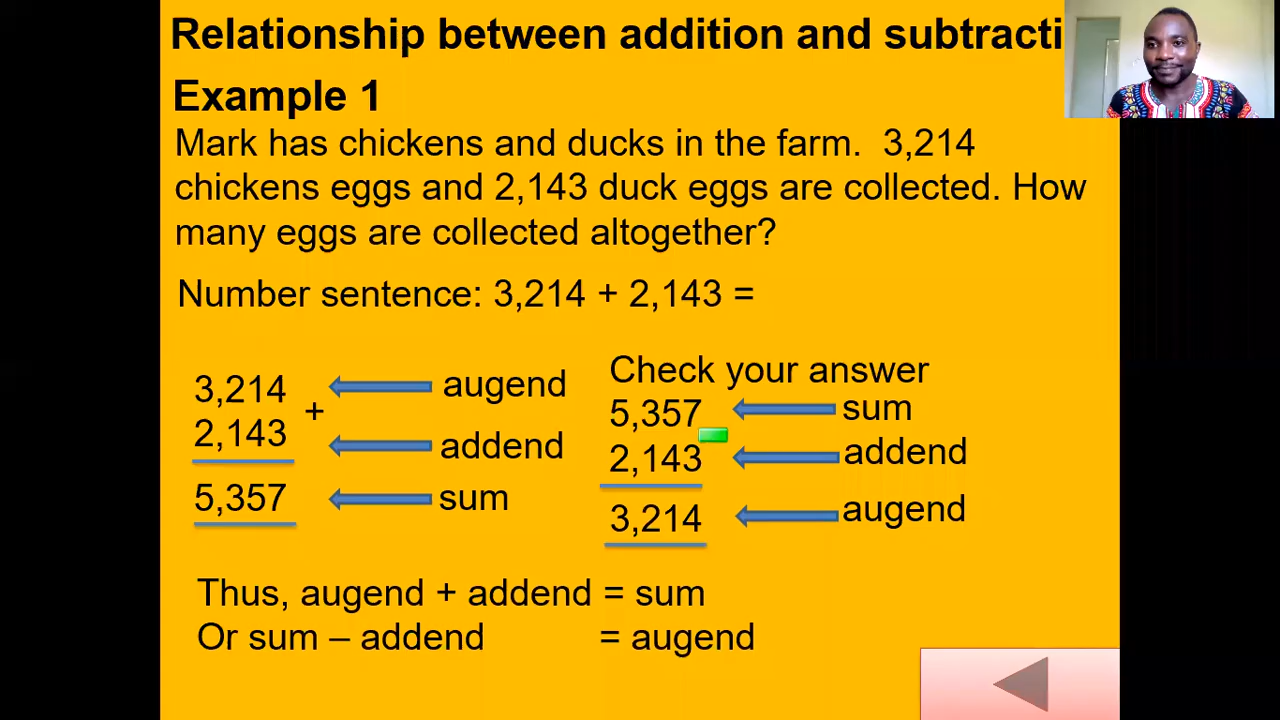 Relationship between addition and subtracti
Example 1
Mark has chickens and ducks in the farm.  3,214
chickens eggs and 2,143 duck eggs are collected. How
many eggs are collected altogether?
Number sentence: 3,214 + 2,143 =
3,214 augend
+
2,143 addend
5,357 sum
Check your answer
5,357 sum
2,143 addend
3,214 augend
Thus, augend + addend = sum
Or sum – addend = augend